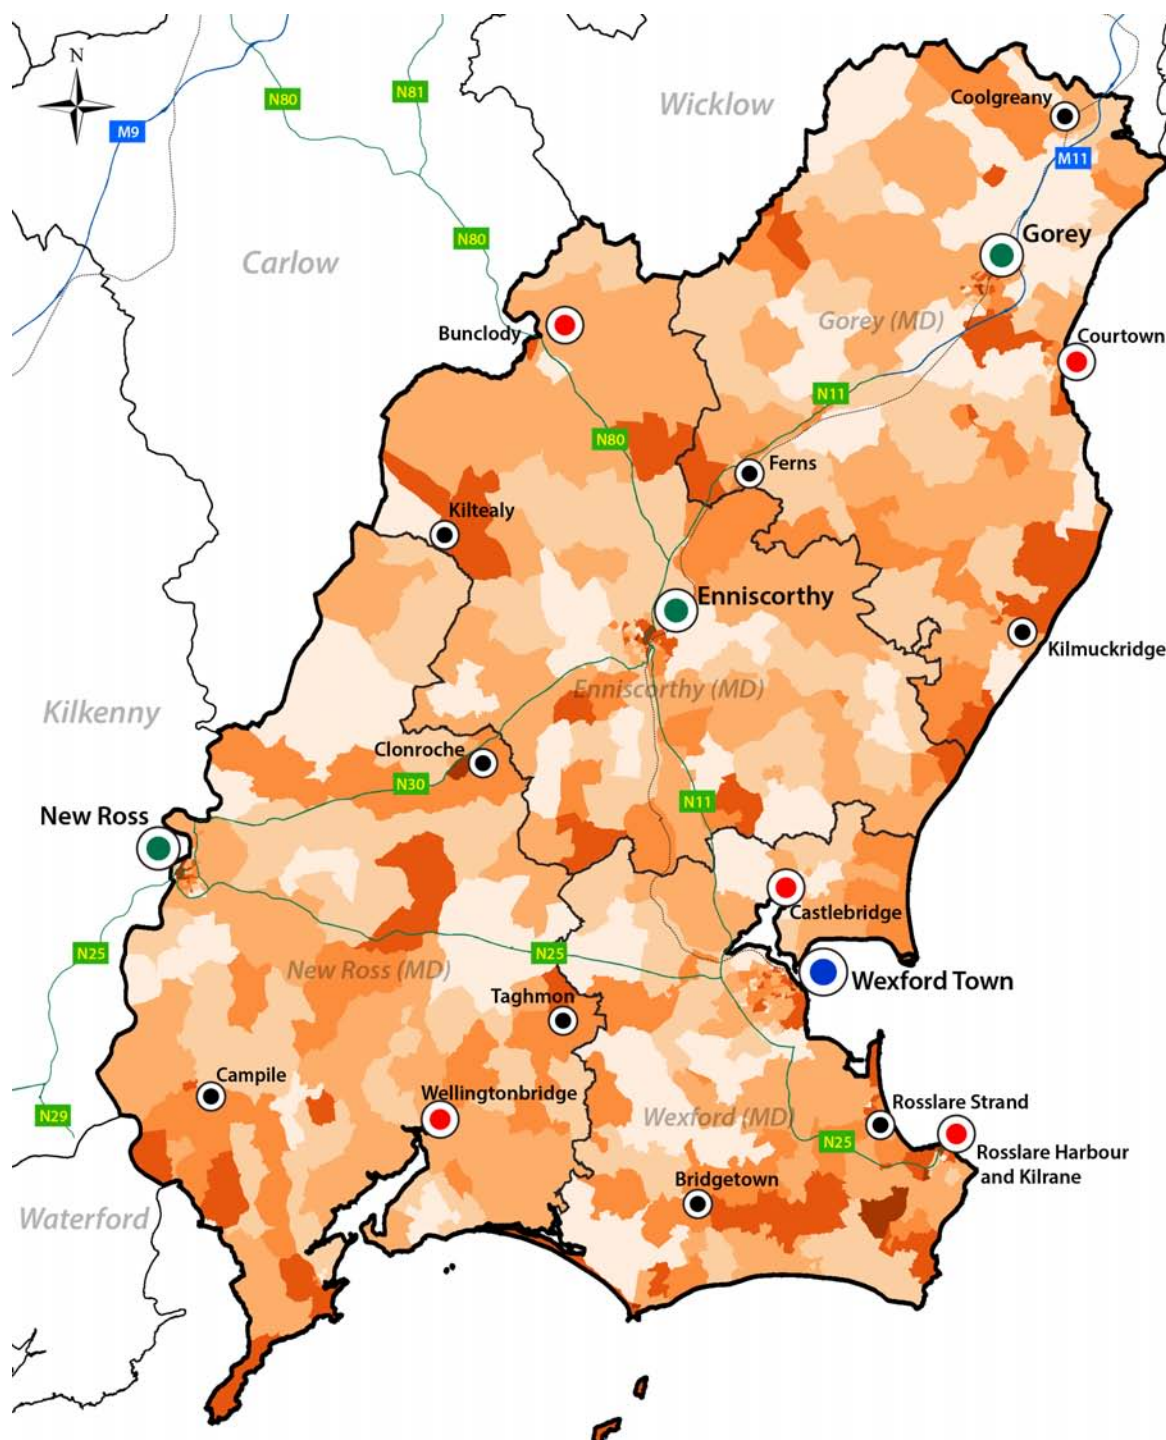 N
Wicklow
Coolgreany
N81
N80
M9
M11
Gorey
N80
Carlow
Gorey (MD)
Bunclody
Courtown
N11
N80
Ferns
Kiltealy
Enniscorthy
Kilmuckridge
Enniscorthy (MD)
Kilkenny
Clonroche
N30
N11
New Ross
Castlebridge
N25
N25
New Ross (MD)
Wexford Town
Taghmon
Campile
Wellingtonbridge
Rosslare Strand
N29
Wexford (MD)
N25
Rosslare Harbour
and Kilrane
Bridgetown
Waterford